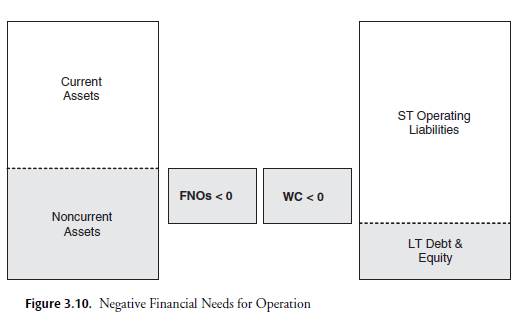 Current
Assets
ST Operating
Liabilities
FNOs < 0
WC < 0
Noncurrent
Assets
LT Debt &
Equity
Figure 3.10. Negative Financial Needs for Operation